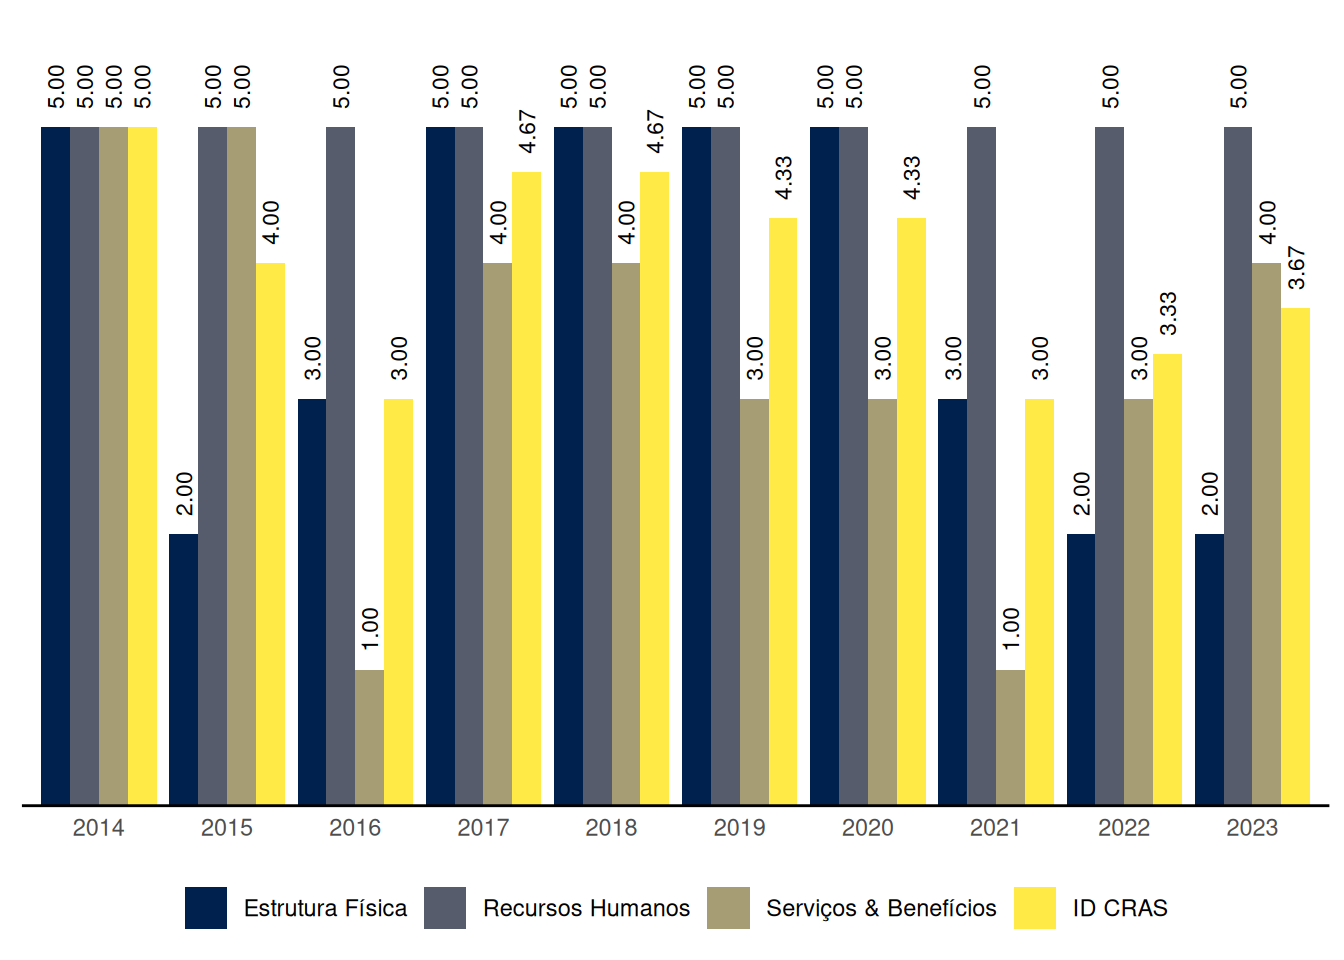 5.00 5.00 5.00 5.00
2.00 5.00 5.00 4.00
3.00 5.00 1.00 3.00
5.00 5.00 4.00 4.67
5.00 5.00 4.00 4.67
5.00 5.00 3.00 4.33
5.00 5.00 3.00 4.33
3.00 5.00 1.00 3.00
2.00 5.00 3.00 3.33
2.00 5.00 4.00 3.67
2014 2015 2016 2017 2018 2019 2020 2021 2022 2023
Estrutura Física Recursos Humanos Serviços & Benefícios ID CRAS